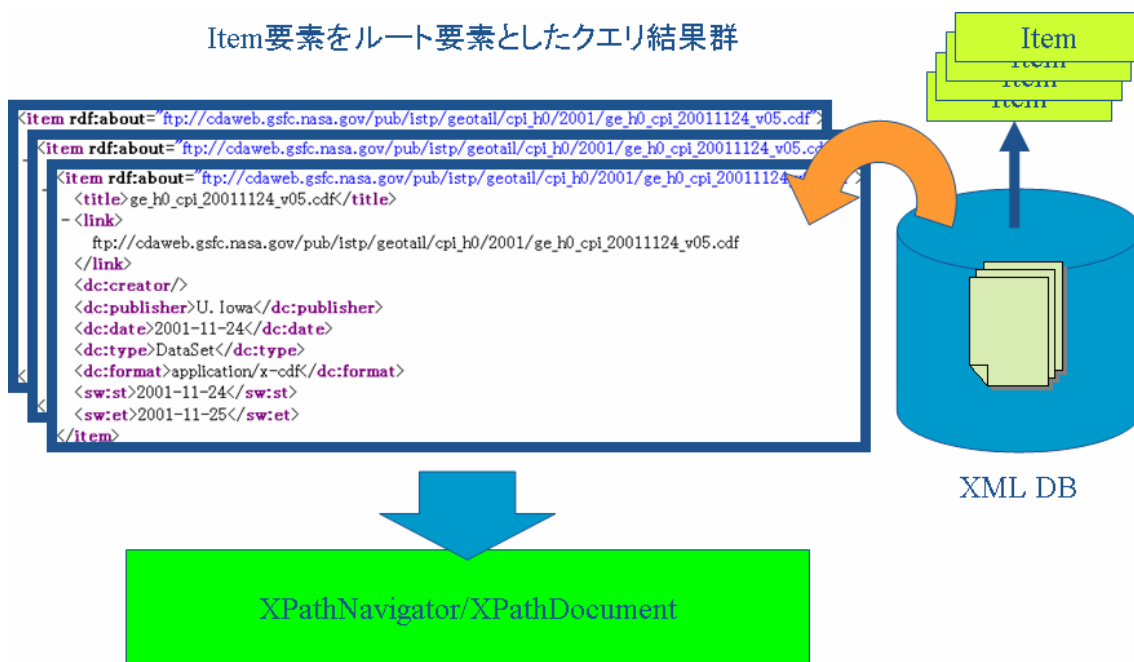 Item要素をルート要素としたクエリ結果群
Item
Item
Item
<item rdf:about="ftp://cdaweb.gsfc.nasa.gov/pub/istp/geotail/cpi_h0/2001/ge_h0_cpi_20011124_v05.cdf">
<item rdf:about="ftp://cdaweb.gsfc.nasa.gov/pub/istp/geotail/cpi_h0/2001/ge_h0_cpi_20011124_v05.cd
<item rdf:about="ftp://cdaweb.gsfc.nasa.gov/pub/istp/geotail/cpi_h0/2001/ge_h0_cpi_20011124
<title>ge_h0_cpi_20011124_v05.cdf</title>
- <link>
ftp://cdaweb.gsfc.nasa.gov/pub/istp/geotail/cpi_h0/2001/ge_h0_cpi_20011124_v05.cdf
</link>
<dc:creator/>
<dc:publisher>U. Iowa</dc:publisher>
<dc:date>2001-11-24</dc:date>
<dc:type>DataSet</dc:type>
<dc:format>application/x-cdf</dc:format>
<sw:st>2001-11-24</sw:st>
<sw:et>2001-11-25</sw:et>
</item>
XML DB
XPathNavigator/XPathDocument